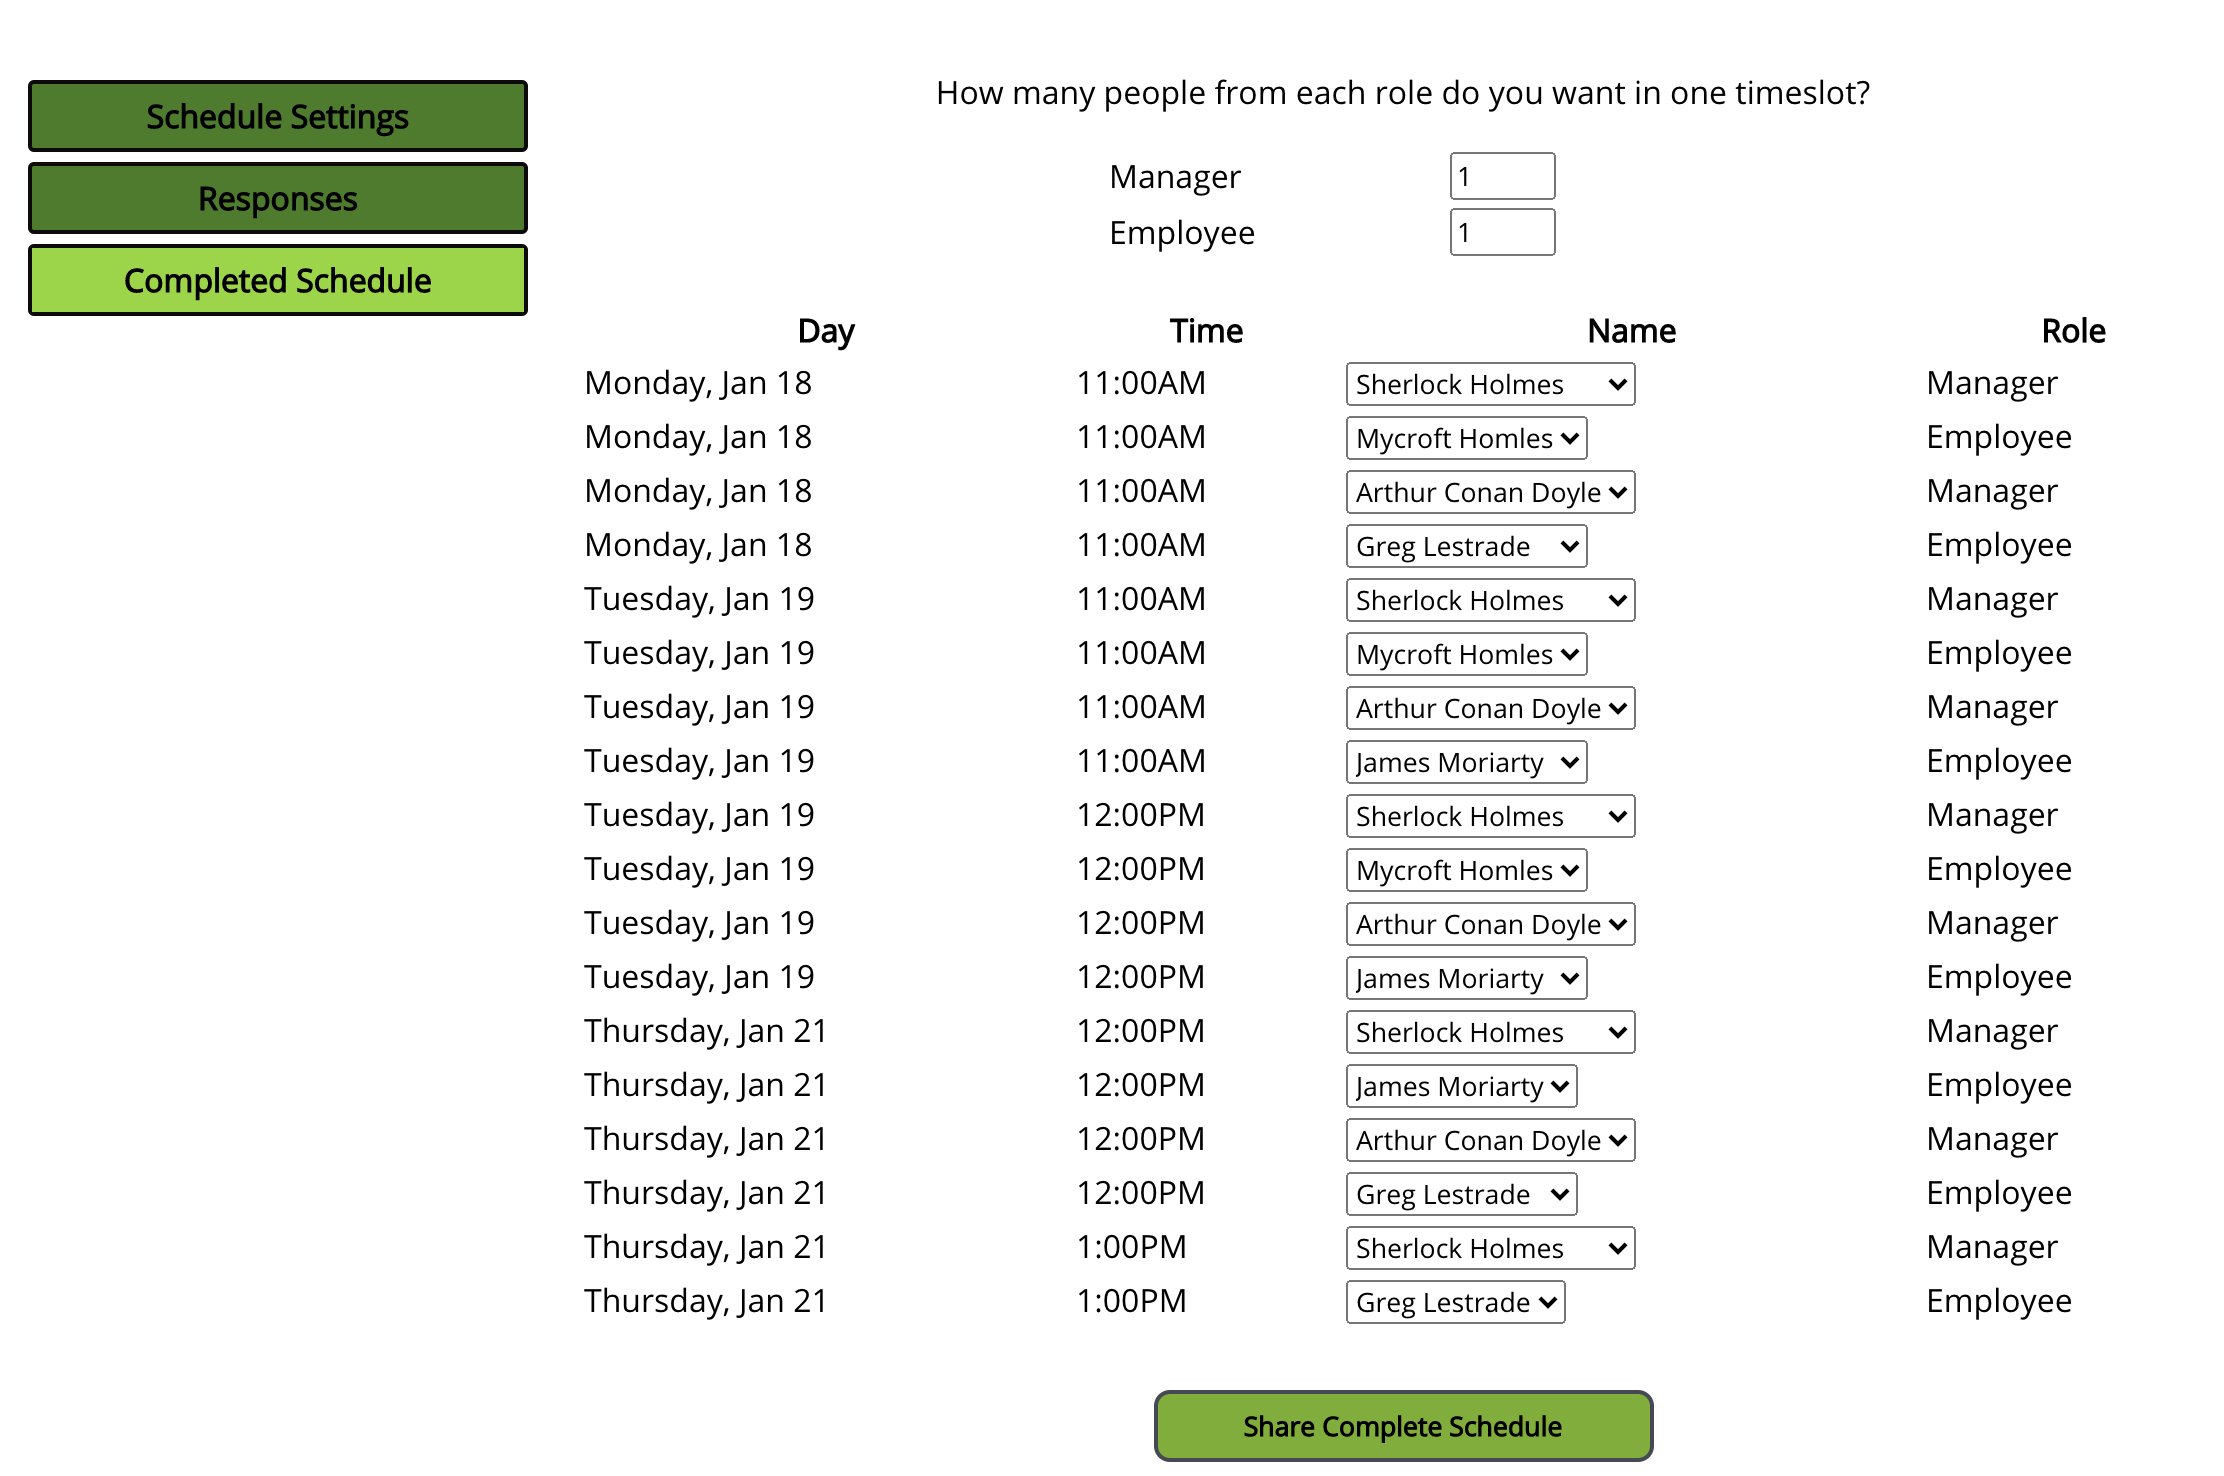 Schedule Settings
Responses
Completed Schedule
How many people from each role do you want in one timeslot?
Manager 1
Employee 1
Day Time Name Role
Monday, Jan 18 11:00AM Sherlock Holmes Manager
Monday, Jan 18 11:00AM Mycroft Homles Employee
Monday, Jan 18 11:00AM Arthur Conan Doyle Manager
Monday, Jan 18 11:00AM Greg Lestrade Employee
Tuesday, Jan 19 11:00AM Sherlock Holmes Manager
Tuesday, Jan 19 11:00AM Mycroft Homles Employee
Tuesday, Jan 19 11:00AM Arthur Conan Doyle Manager
Tuesday, Jan 19 11:00AM James Moriarty Employee
Tuesday, Jan 19 12:00PM Sherlock Holmes Manager
Tuesday, Jan 19 12:00PM Mycroft Homles Employee
Tuesday, Jan 19 12:00PM Arthur Conan Doyle Manager
Tuesday, Jan 19 12:00PM James Moriarty Employee
Thursday, Jan 21 12:00PM Sherlock Holmes Manager
Thursday, Jan 21 12:00PM James Moriarty Employee
Thursday, Jan 21 12:00PM Arthur Conan Doyle Manager
Thursday, Jan 21 12:00PM Greg Lestrade Employee
Thursday, Jan 21 1:00PM Sherlock Holmes Manager
Thursday, Jan 21 1:00PM Greg Lestrade Employee
Share Complete Schedule